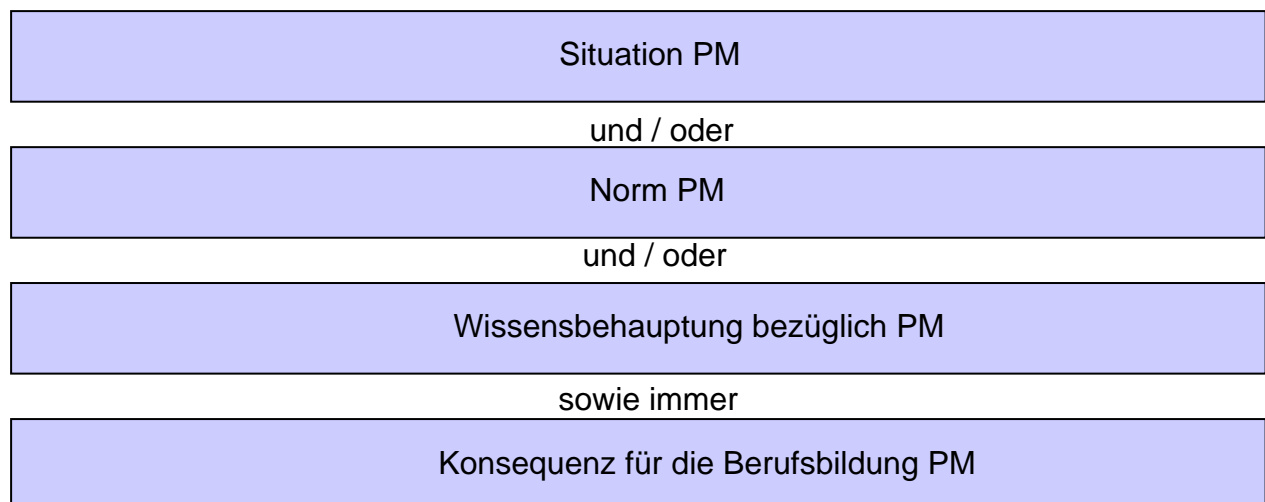 Situation PM
und / oder
Norm PM
und / oder
Wissensbehauptung bezüglich PM
sowie immer
Konsequenz für die Berufsbildung PM